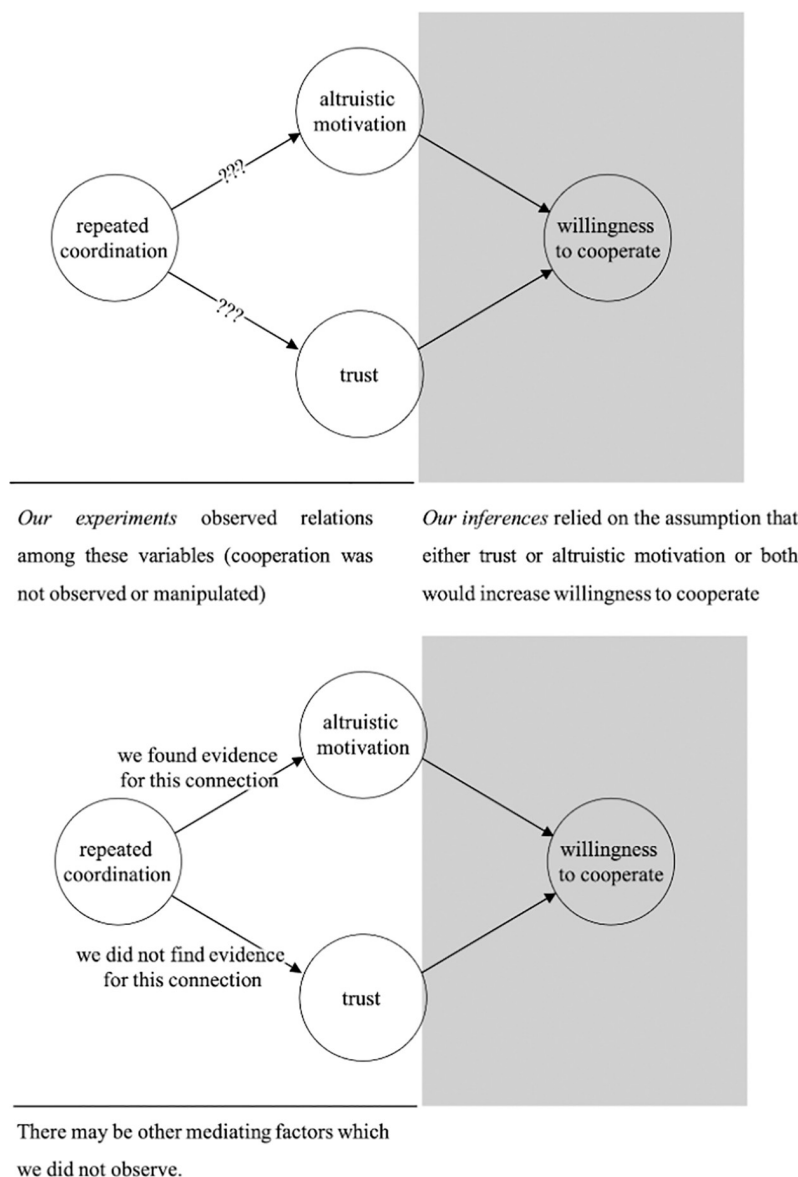 altruistic
motivation
???
repeated
coordination
willingness
to cooperate
???
trust
Our experiments observed relations
among these variables (cooperation was
not observed or manipulated)
Our inferences relied on the assumption that
either trust or altruistic motivation or both
would increase willingness to cooperate
altruistic
motivation
we found evidence
for this connection
repeated
coordination
willingness
to cooperate
we did not find evidence
for this connection
trust
There may be other mediating factors which
we did not observe.